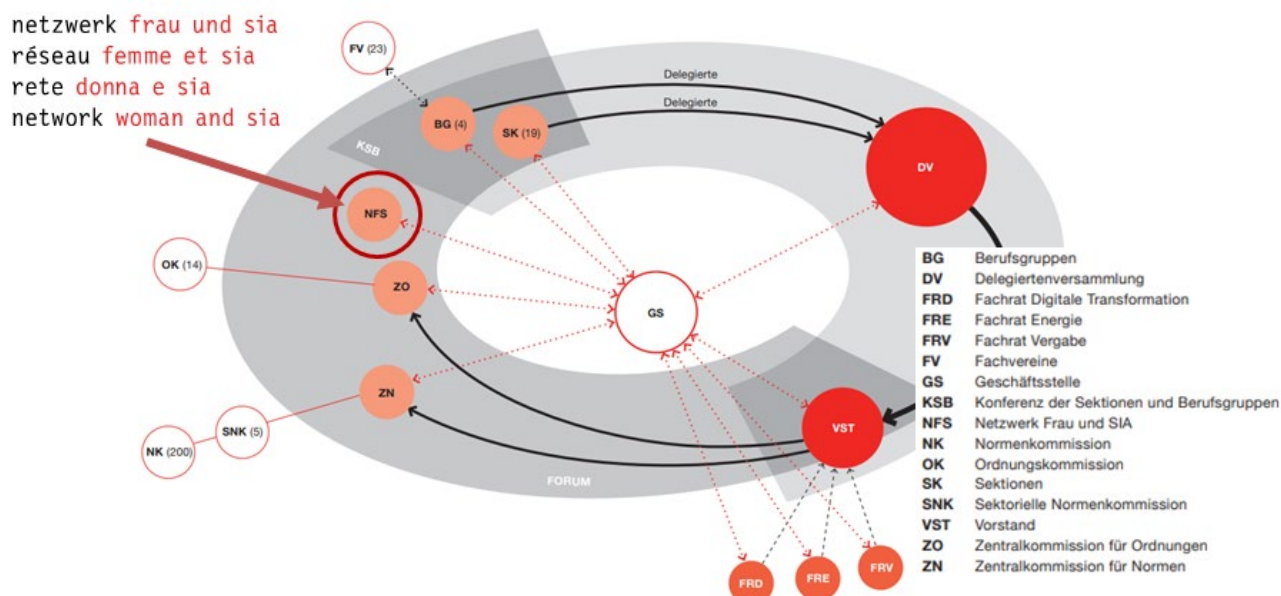 netzwerk frau und sia
réseau femme et sia
rete donna e sia
network woman and sia
FV (23)
Delegierte
Delegierte
BG (4)
SK (19)
KSB
DV
NFS
OK (14)
ZO
GS
ZN
SNK (5)
NK (200)
VST
FORUM
FRD
FRE
FRV
BG Berufsgruppen
DV Delegiertenversammlung
FRD Fachrat Digitale Transformation
FRE Fachrat Energie
FRV Fachrat Vergabe
FV Fachvereine
GS Geschäftsstelle
KSB Konferenz der Sektionen und Berufsgruppen
NFS Netzwerk Frau und SIA
NK Normenkommission
OK Ordnungskommission
SK Sektionen
SNK Sektorielle Normenkommission
VST Vorstand
ZO Zentralkommission für Ordnungen
ZN Zentralkommission für Normen